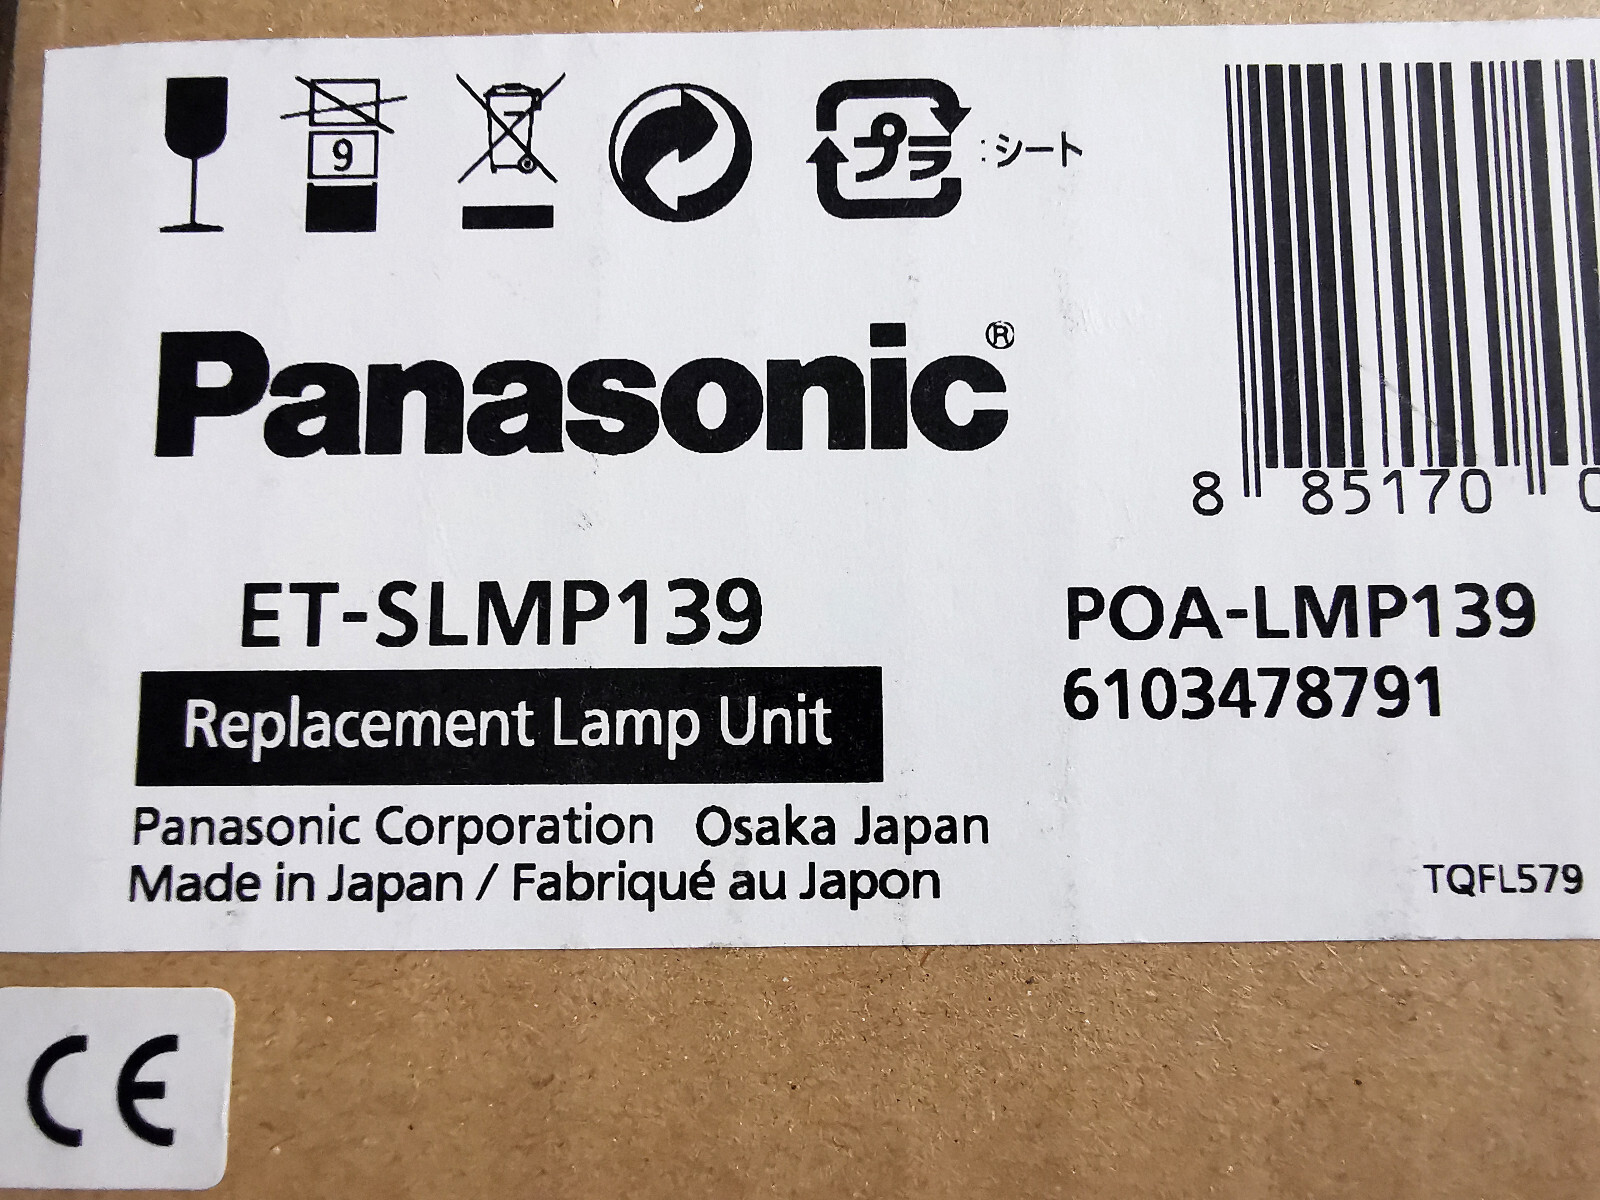 9
プラ :シート
Panasonic®
8 85170
ET-SLMP139
POA-LMP139
6103478791
Replacement Lamp Unit
Panasonic Corporation Osaka Japan
Made in Japan / Fabriqué au Japon
TQFL579
CE